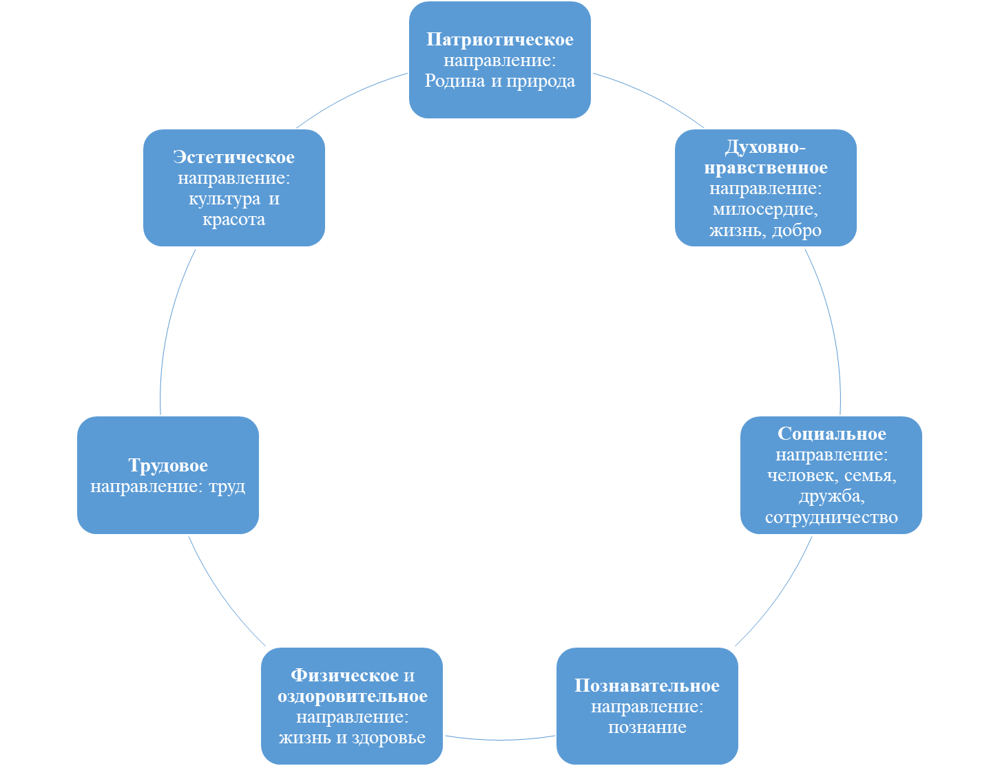 Патриотическое
направление:
Родина и природа
Духовно-
нравственное
направление:
милосердие,
жизнь, добро
Социальное
направление:
человек, семья,
дружба,
сотрудничество
Познавательное
направление:
познание
Физическое и
оздоровительное
направление:
жизнь и здоровье
Трудовое
направление: труд
Эстетическое
направление:
культура и
красота